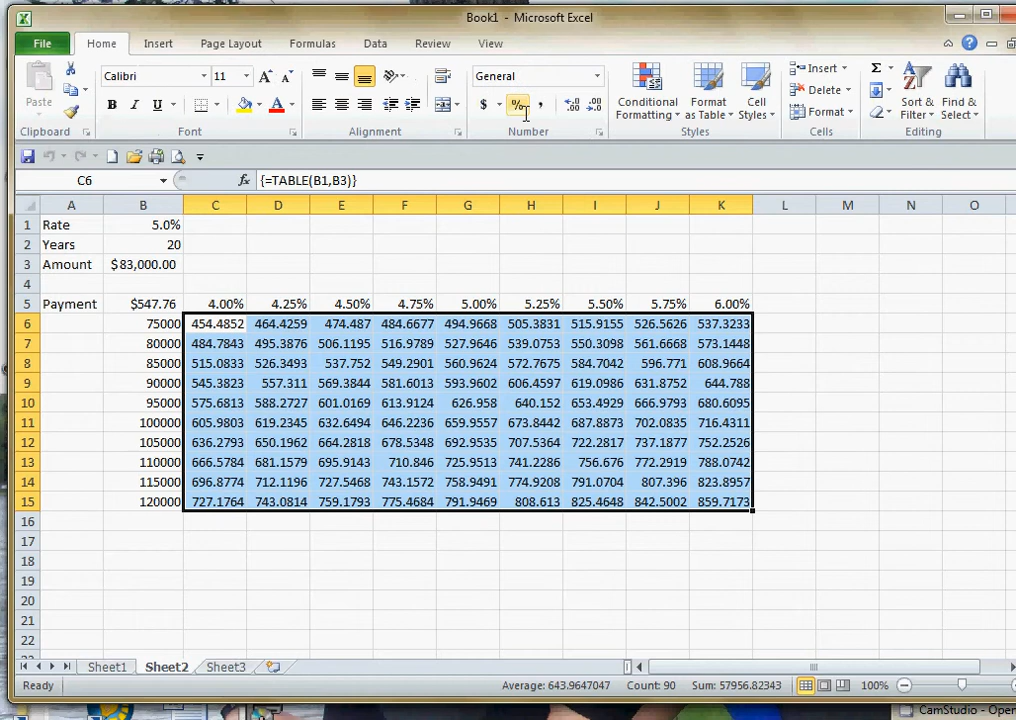 Book1 - Microsoft Excel
File Home Insert Page Layout Formulas Data Review View
Paste Calibri 11 General Conditional Formatting Format as Table Cell Styles Insert Delete Format Sort & Filter Find & Select
B I U A $ % ,
Clipboard Font Alignment Number Styles Cells Editing
C6 fx {=TABLE(B1,B3)}
A B C D E F G H I J K L M N O
1 Rate 5.0%
2 Years 20
3 Amount $83,000.00
4
5 Payment $547.76 4.00% 4.25% 4.50% 4.75% 5.00% 5.25% 5.50% 5.75% 6.00%
6 75000 454.4852 464.4259 474.487 484.6677 494.9668 505.3831 515.9155 526.5626 537.3233
7 80000 484.7843 495.3876 506.1195 516.9789 527.9646 539.0753 550.3098 561.6668 573.1448
8 85000 515.0833 526.3493 537.752 549.2901 560.9624 572.7675 584.7042 596.771 608.9664
9 90000 545.3823 557.311 569.3844 581.6013 593.9602 606.4597 619.0986 631.8752 644.788
10 95000 575.6813 588.2727 601.0169 613.9124 626.958 640.152 653.4929 666.9793 680.6095
11 100000 605.9803 619.2345 632.6494 646.2236 659.9557 673.8442 687.8873 702.0835 716.4311
12 105000 636.2793 650.1962 664.2818 678.5348 692.9535 707.5364 722.2817 737.1877 752.2526
13 110000 666.5784 681.1579 695.9143 710.846 725.9513 741.2286 756.676 772.2919 788.0742
14 115000 696.8774 712.1196 727.5468 743.1572 758.9491 774.9208 791.0704 807.396 823.8957
15 120000 727.1764 743.0814 759.1793 775.4684 791.9469 808.613 825.4648 842.5002 859.7173
16
17
18
19
20
21
22
Sheet1 Sheet2 Sheet3
Ready Average: 643.9647047 Count: 90 Sum: 57956.82343 100%
CamStudio - Open